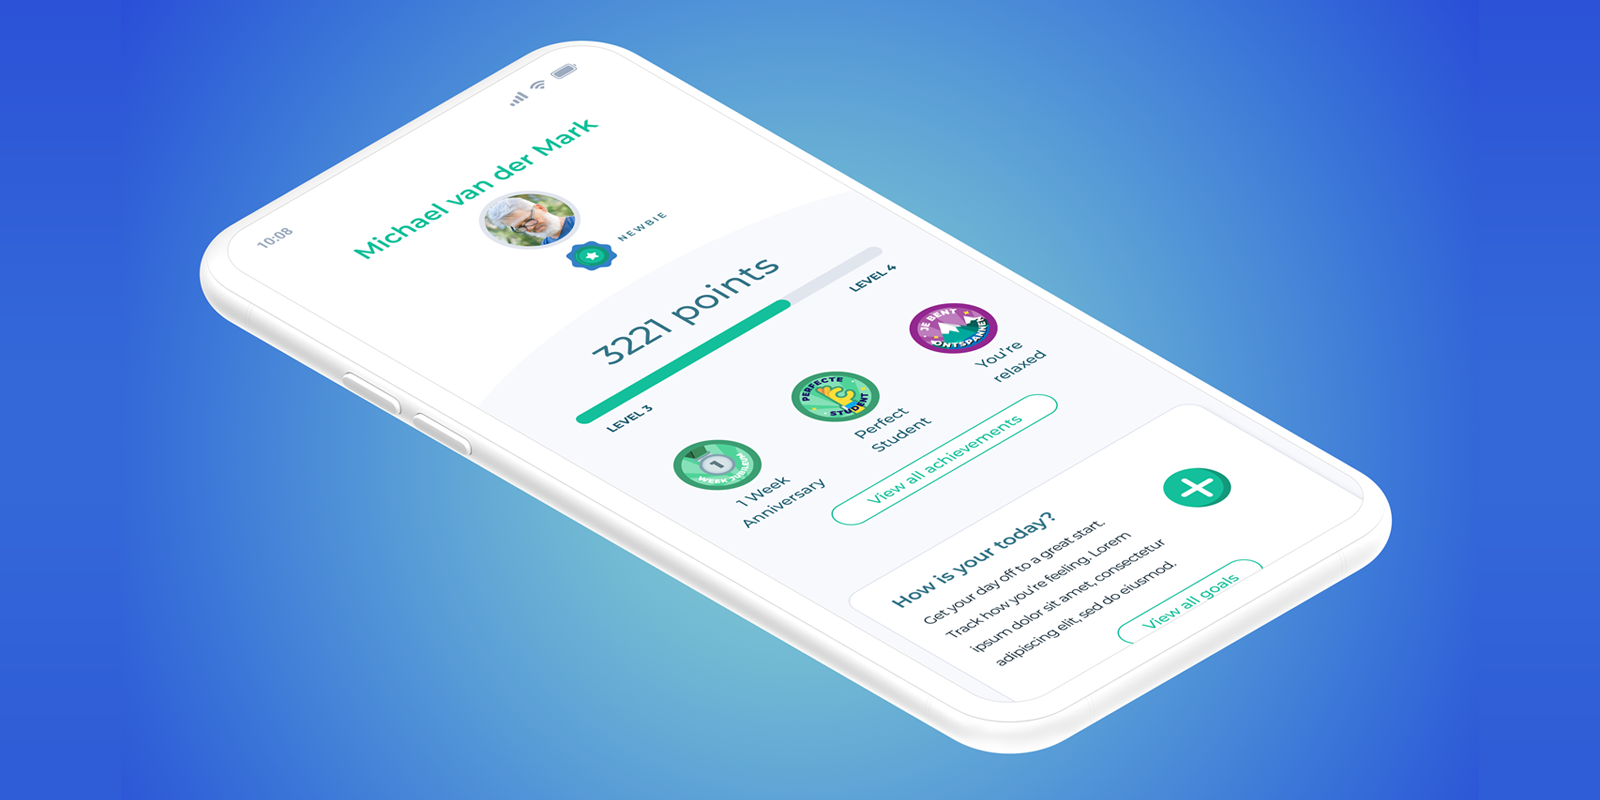 10:08
Michael van der Mark
NEWBIE
3221 points
LEVEL 3
LEVEL 4
1
WEEK JUBILEUM
1 Week
Anniversary
PERFECTE
STUDENT
Perfect
Student
JE BENT
ONTSPANNEN
You're
relaxed
View all achievements
How is your today?
Get your day off to a great start.
Track how you're feeling. Lorem
ipsum dolor sit amet, consectetur
adipiscing elit, sed do eiusmod.
View all goals